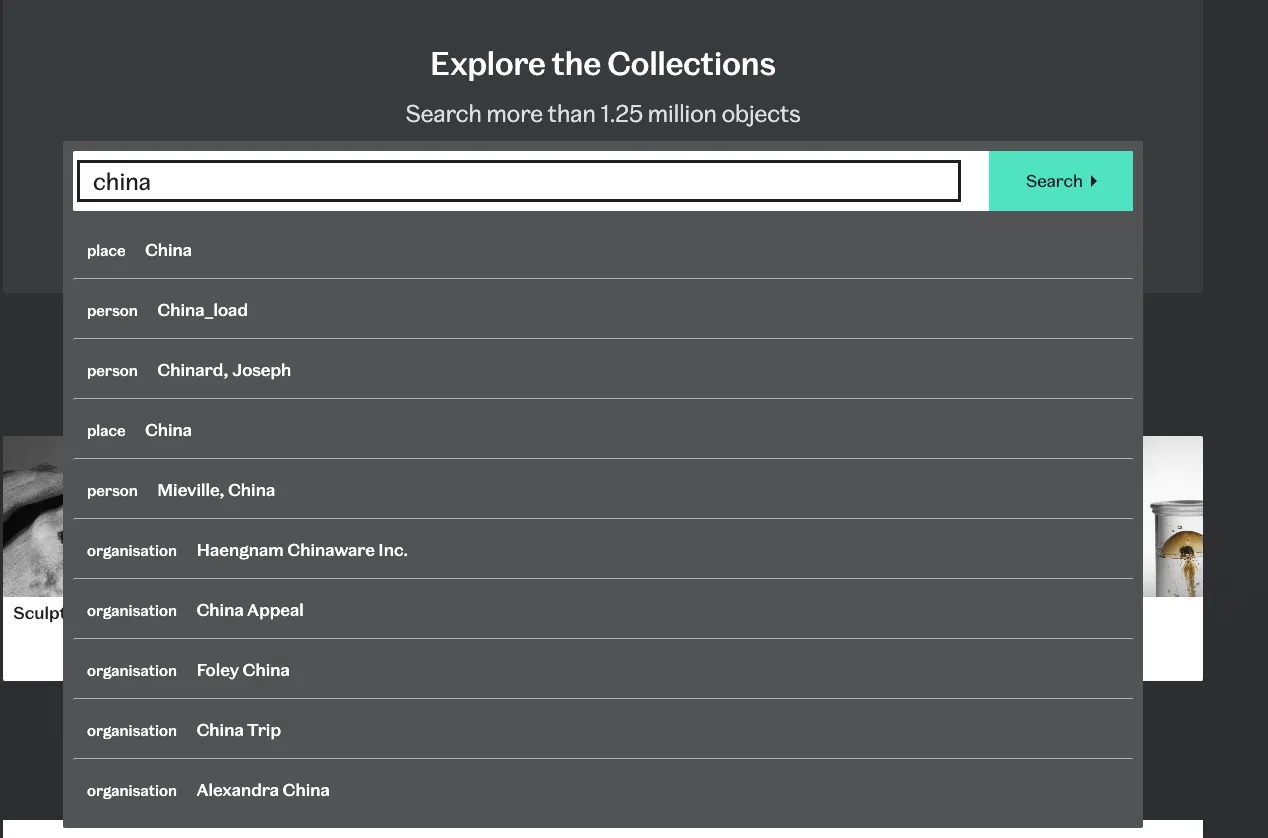 Explore the Collections
Search more than 1.25 million objects
china
Search
place China
person China_load
person Chinard, Joseph
place China
person Mieville, China
organisation Haengnam Chinaware Inc.
organisation China Appeal
Sculpt
organisation Foley China
organisation China Trip
organisation Alexandra China